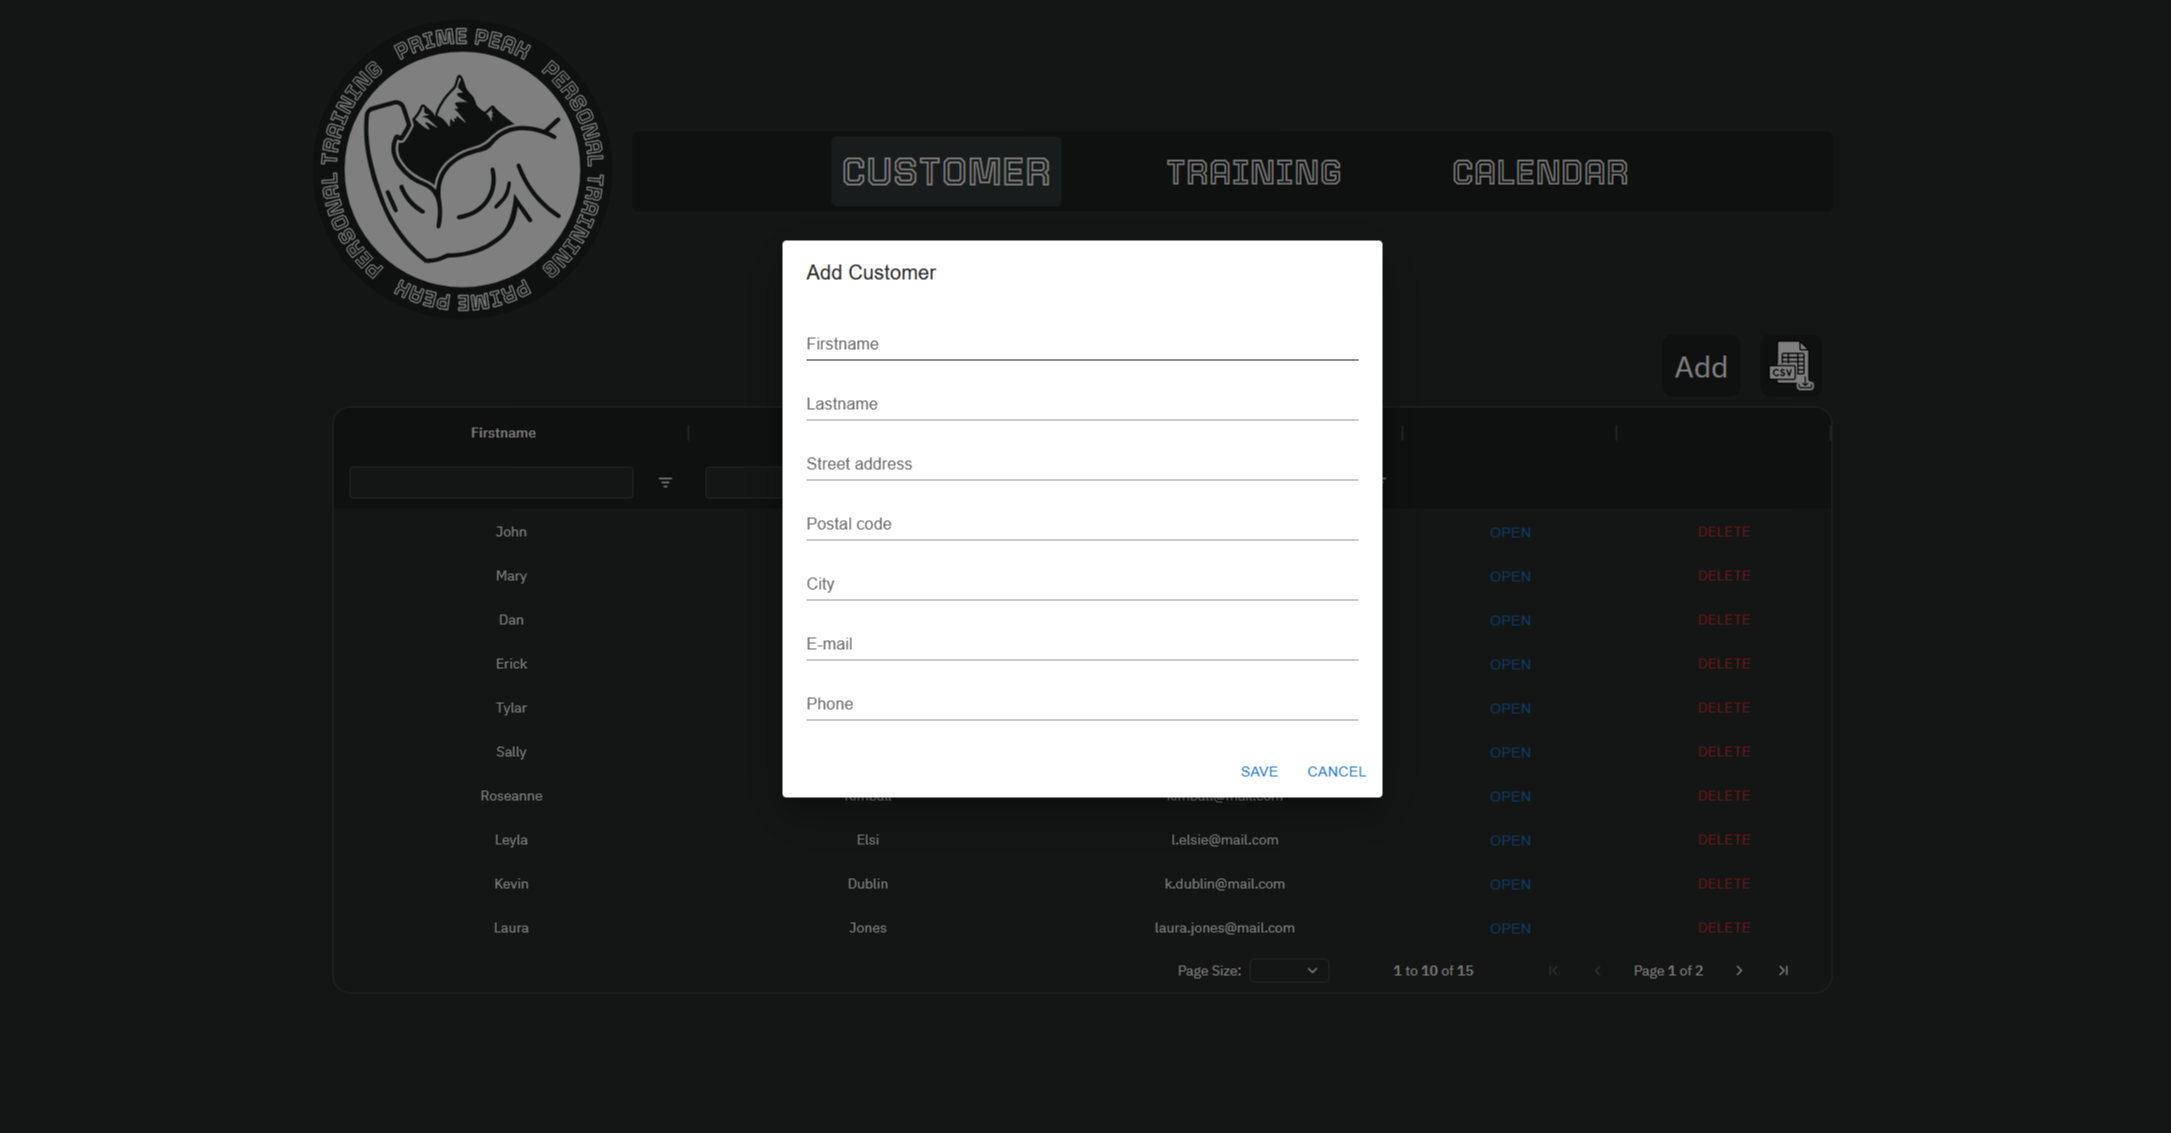 PRIME PEAK PERSONAL TRAINING PRIME PEAK PERSONAL TRAINING
CUSTOMER TRAINING CALENDAR
Add Customer
Firstname
Lastname
Street address
Postal code
City
E-mail
Phone
SAVE CANCEL
Add
CSV
Firstname
John OPEN DELETE
Mary OPEN DELETE
Dan OPEN DELETE
Erick OPEN DELETE
Tylar OPEN DELETE
Sally OPEN DELETE
Roseanne OPEN DELETE
Leyla Elsi l.elsie@mail.com OPEN DELETE
Kevin Dublin k.dublin@mail.com OPEN DELETE
Laura Jones laura.jones@mail.com OPEN DELETE
Page Size: 1 to 10 of 15 Page 1 of 2